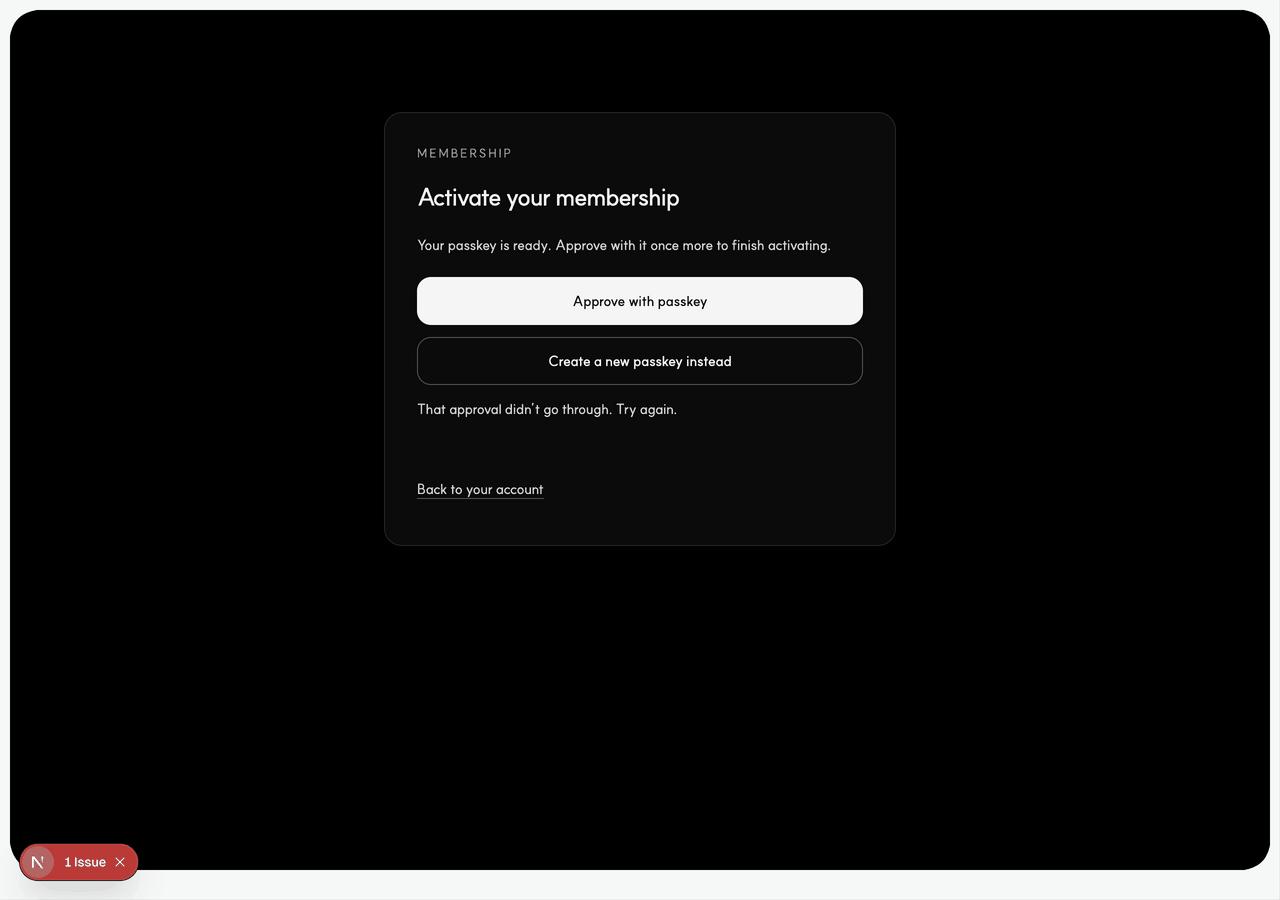 MEMBERSHIP
Activate your membership
Your passkey is ready. Approve with it once more to finish activating.
Approve with passkey
Create a new passkey instead
That approval didn't go through. Try again.
Back to your account
N 1 Issue